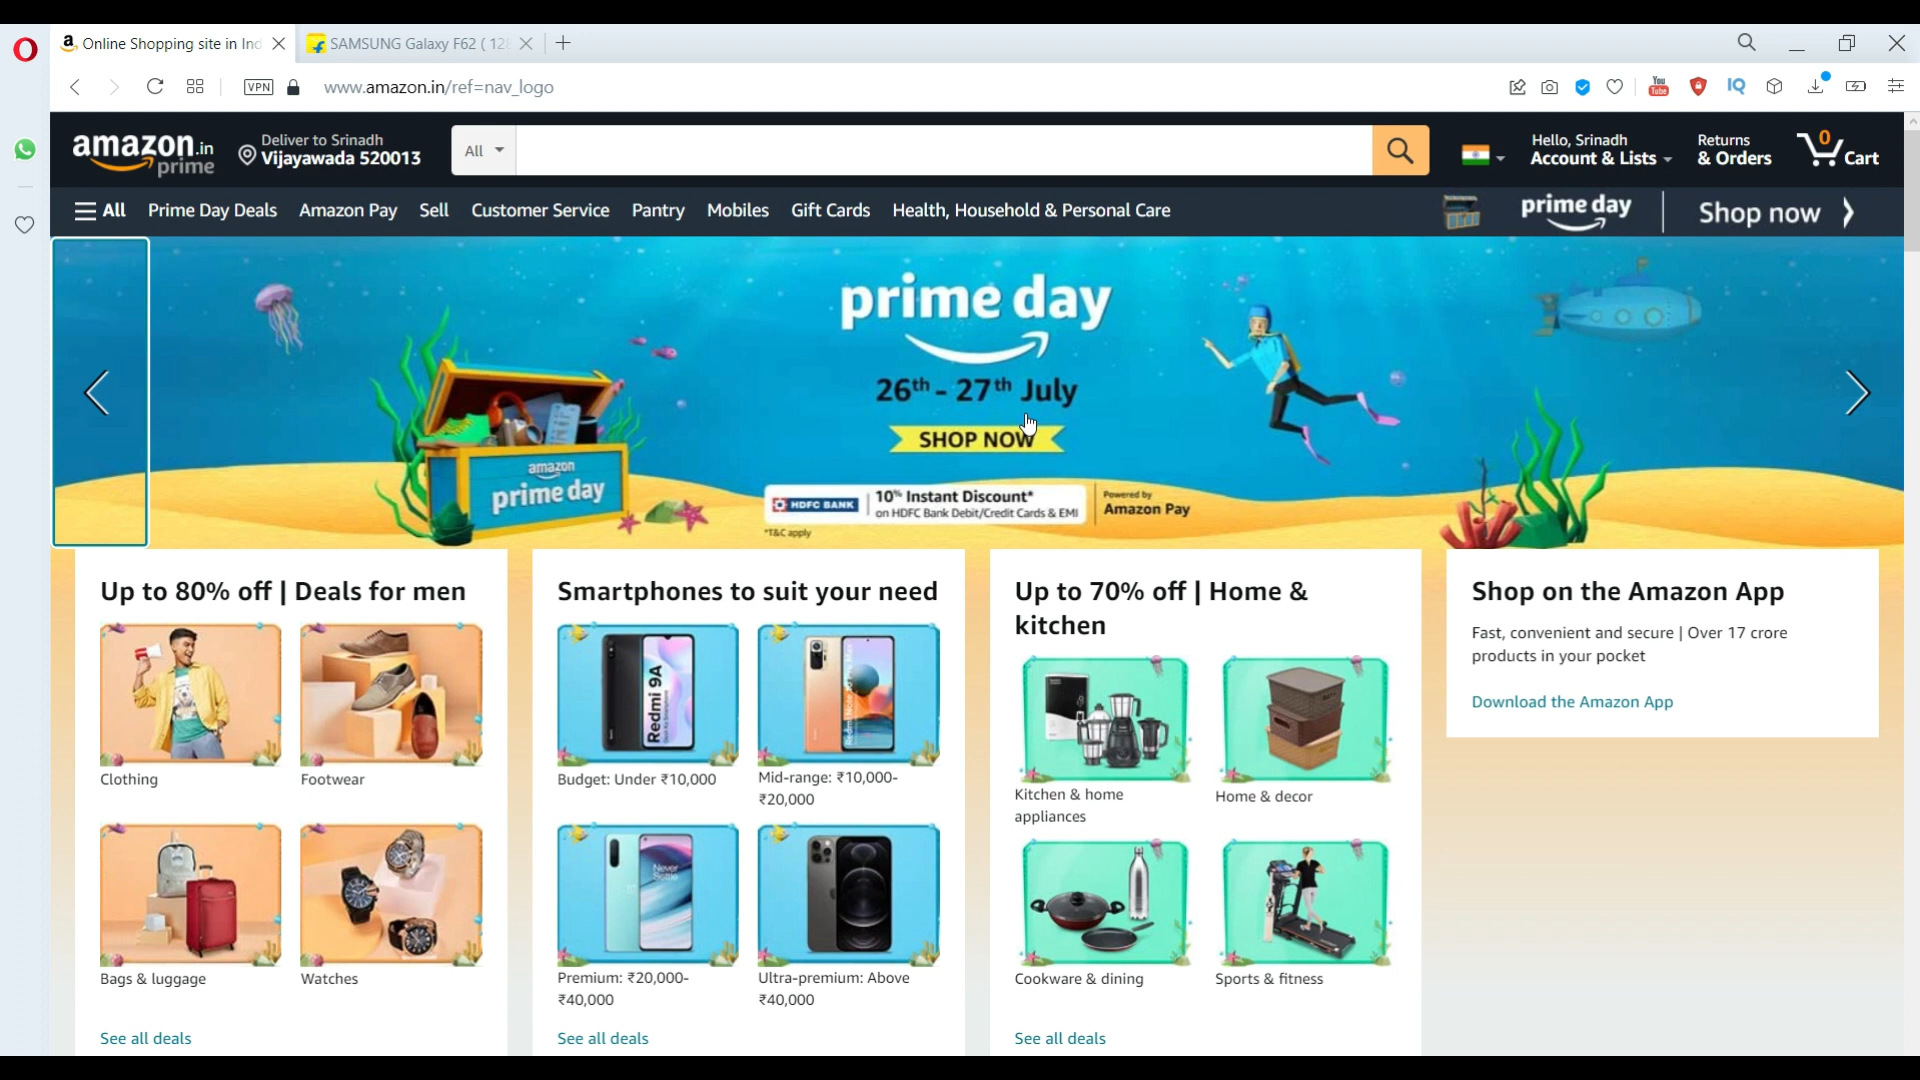 Online Shopping site in Ind
SAMSUNG Galaxy F62 ( 128
VPN
www.amazon.in/ref=nav_logo
You Tube
IQ
amazon.in
prime
Deliver to Srinadh
Vijayawada 520013
All
Hello, Srinadh
Account & Lists
Returns
& Orders
0
Cart
All
Prime Day Deals
Amazon Pay
Sell
Customer Service
Pantry
Mobiles
Gift Cards
Health, Household & Personal Care
prime day
Shop now
prime day
26th - 27th July
SHOP NOW
amazon
prime day
HDFC BANK
10% Instant Discount*
on HDFC Bank Debit/Credit Cards & EMI
Powered by
Amazon Pay
*T&C apply
Up to 80% off | Deals for men
Clothing
Footwear
Bags & luggage
Watches
See all deals
Smartphones to suit your need
Redmi 9A
Budget: Under ₹10,000
Mid-range: ₹10,000-
₹20,000
Never
Settle
Premium: ₹20,000-
₹40,000
Ultra-premium: Above
₹40,000
See all deals
Up to 70% off | Home &
kitchen
Kitchen & home
appliances
Home & decor
Cookware & dining
Sports & fitness
See all deals
Shop on the Amazon App
Fast, convenient and secure | Over 17 crore
products in your pocket
Download the Amazon App